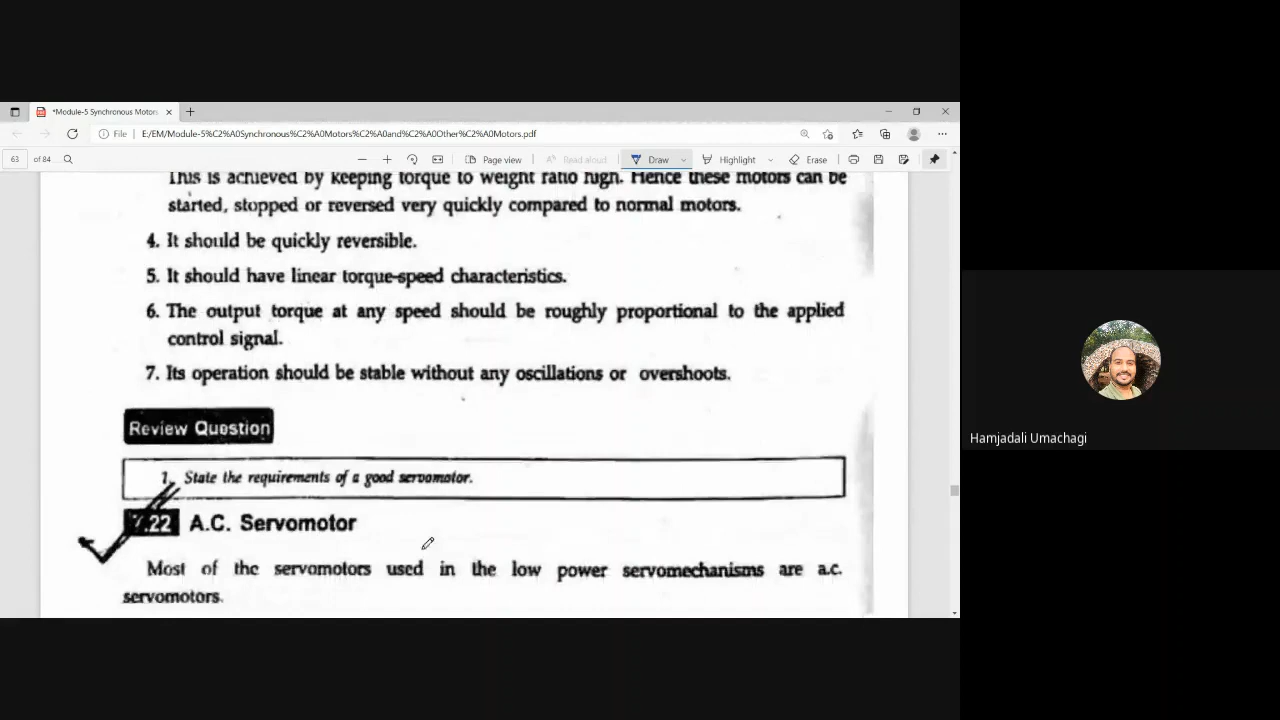 *Module-5 Synchronous Motors
File E:/EM/Module-5%C2%A0Synchronous%C2%A0Motors%C2%A0and%C2%A0Other%C2%A0Motors.pdf
63 of 84 Page view Read aloud Draw Highlight Erase
This is achieved by keeping torque to weight ratio high. Hence these motors can be
started, stopped or reversed very quickly compared to normal motors.
4. It should be quickly reversible.
5. It should have linear torque-speed characteristics.
6. The output torque at any speed should be roughly proportional to the applied
control signal.
7. Its operation should be stable without any oscillations or overshoots.
Review Question
1. State the requirements of a good servomotor.
7.22 A.C. Servomotor
Most of the servomotors used in the low power servomechanisms are a.c.
servomotors.
Hamjadali Umachagi